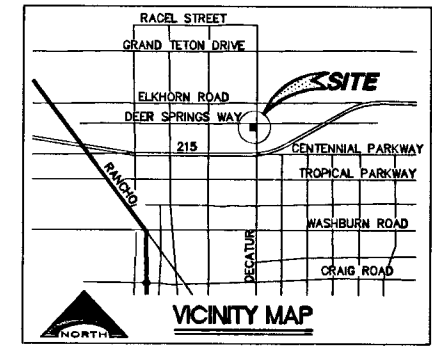 RACEL STREET
GRAND TETON DRIVE
SITE
ELKHORN ROAD
DEER SPRINGS WAY
215
CENTENNIAL PARKWAY
TROPICAL PARKWAY
RANCHO
WASHBURN ROAD
DECATUR
CRAIG ROAD
VICINITY MAP
NORTH